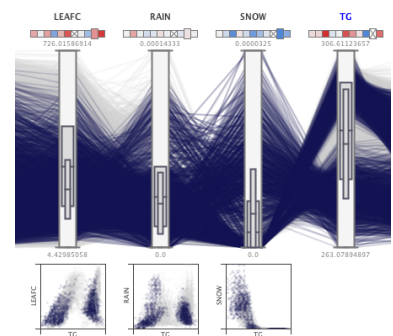 LEAFC RAIN SNOW TG
726.01586914 0.00014333 0.0000325 306.61123657
4.42985058 0.0 0.0 263.07894897
LEAFC RAIN SNOW
TG TG TG